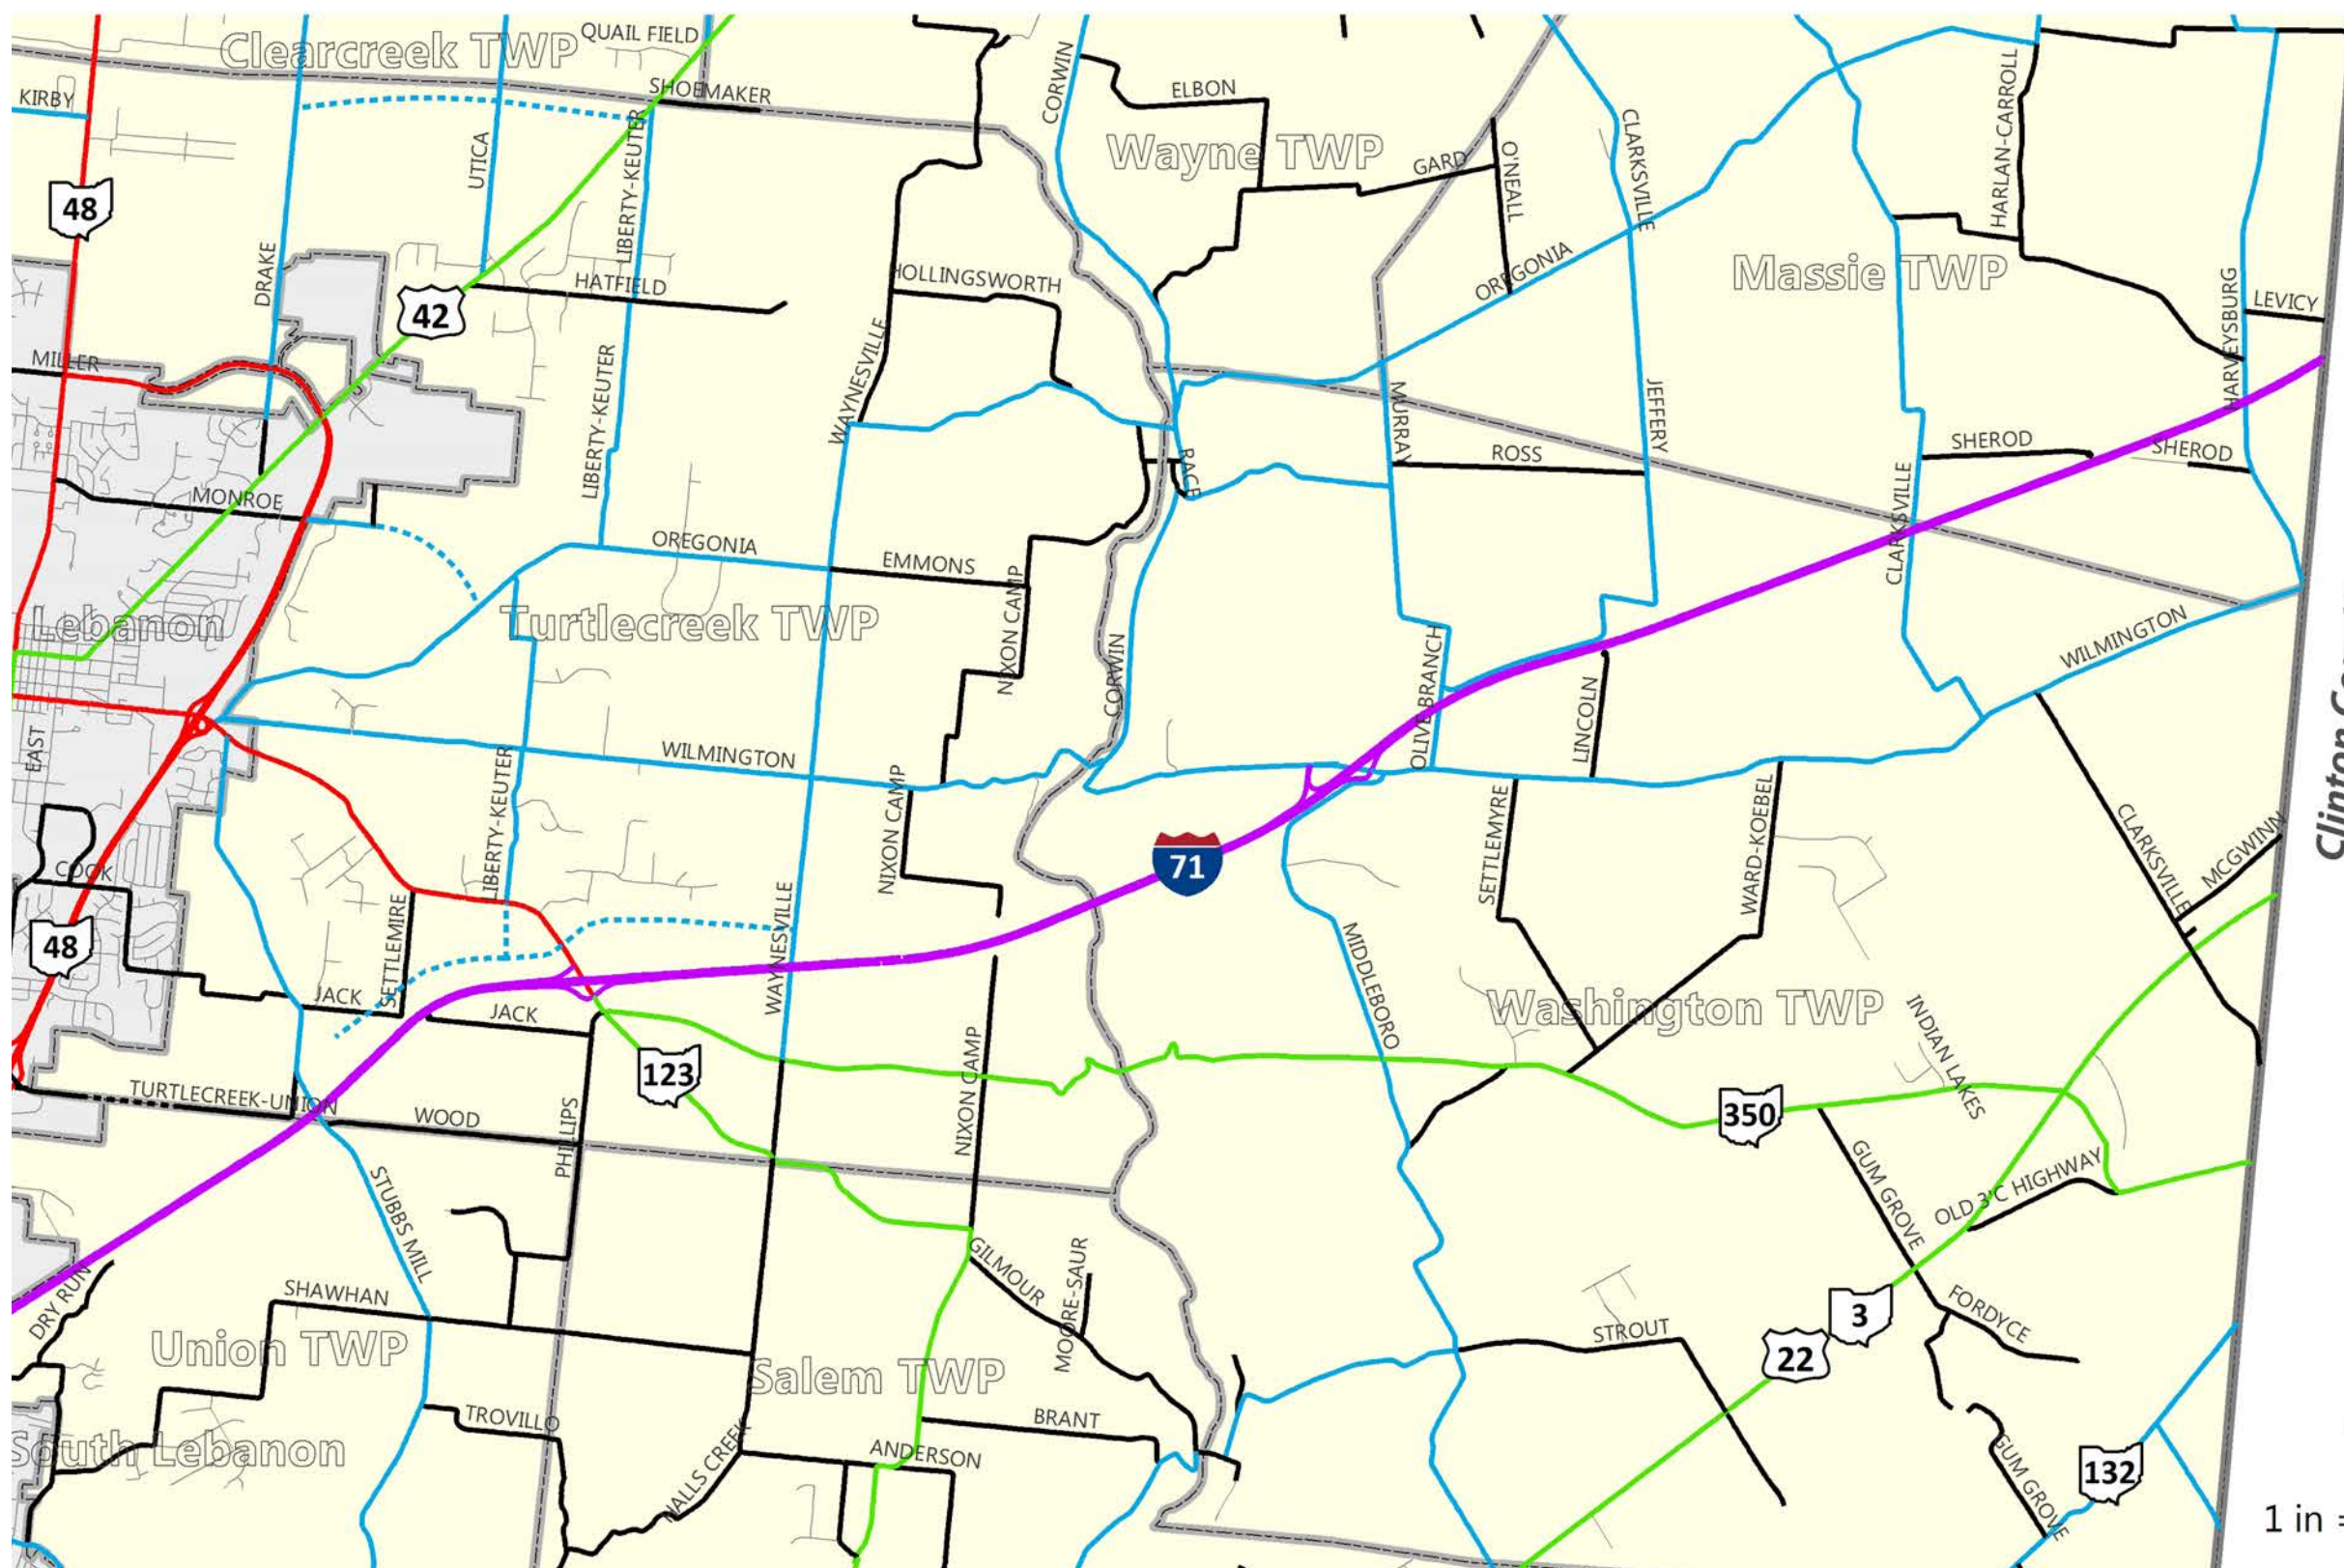 Clearcreek TWP
QUAIL FIELD
SHOEMAKER
KIRBY
CORWIN
ELBON
Wayne TWP
GARD
O'NEALL
CLARKSVILLE
HARLAN-CARROLL
UTICA
LIBERTY-KEUTER
48
DRAKE
42
HATFIELD
HOLLINGSWORTH
OREGONIA
Massie TWP
HARVEYSBURG
LEVICY
MILLER
LIBERTY-KEUTER
WAYNESVILLE
MURRAY
JEFFERY
ROSS
SHEROD
SHEROD
RACE
MONROE
OREGONIA
EMMONS
CLARKSVILLE
Lebanon
Turtlecreek TWP
NIXON CAMP
CORWIN
OLIVE BRANCH
LINCOLN
WILMINGTON
EAST
WILMINGTON
LIBERTY-KEUTER
NIXON CAMP
71
SETTLEMYRE
WARD-KOEBEL
CLARKSVILLE
MCGWINN
COOK
SETTLEMIRE
48
WAYNESVILLE
MIDDLEBORO
JACK
JACK
Washington TWP
INDIAN LAKES
123
NIXON CAMP
350
TURTLECREEK-UNION
WOOD
PHILLIPS
STUBBS MILL
GUM GROVE
OLD 3'C HIGHWAY
DRY RUN
SHAWHAN
GILMOUR
MOORE-SAUR
Union TWP
Salem TWP
STROUT
3
22
FORDYCE
TROVILLO
BRANT
South Lebanon
HALLS CREEK
ANDERSON
GUM GROVE
132
1 in =